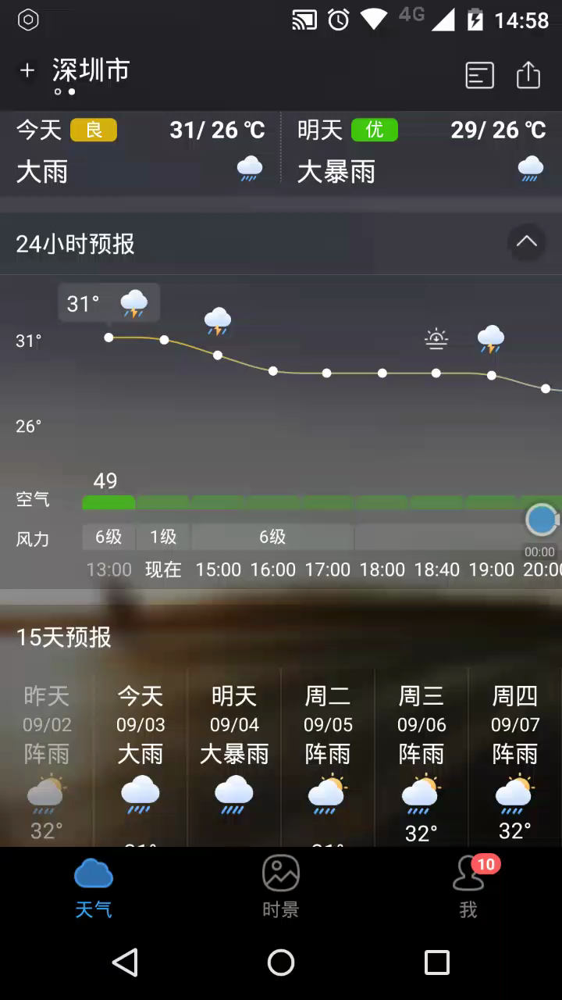 4G 14:58
深圳市
今天 良 31/ 26 ℃ 明天 优 29/ 26 ℃
大雨 大暴雨
24小时预报
31°
31°
26°
49
空气
风力 6级 1级 6级
00:00
13:00 现在 15:00 16:00 17:00 18:00 18:40 19:00 20:00
15天预报
昨天 今天 明天 周二 周三 周四
09/02 09/03 09/04 09/05 09/06 09/07
阵雨 大雨 大暴雨 阵雨 阵雨 阵雨
32° 32° 32°
10
天气 时景 我